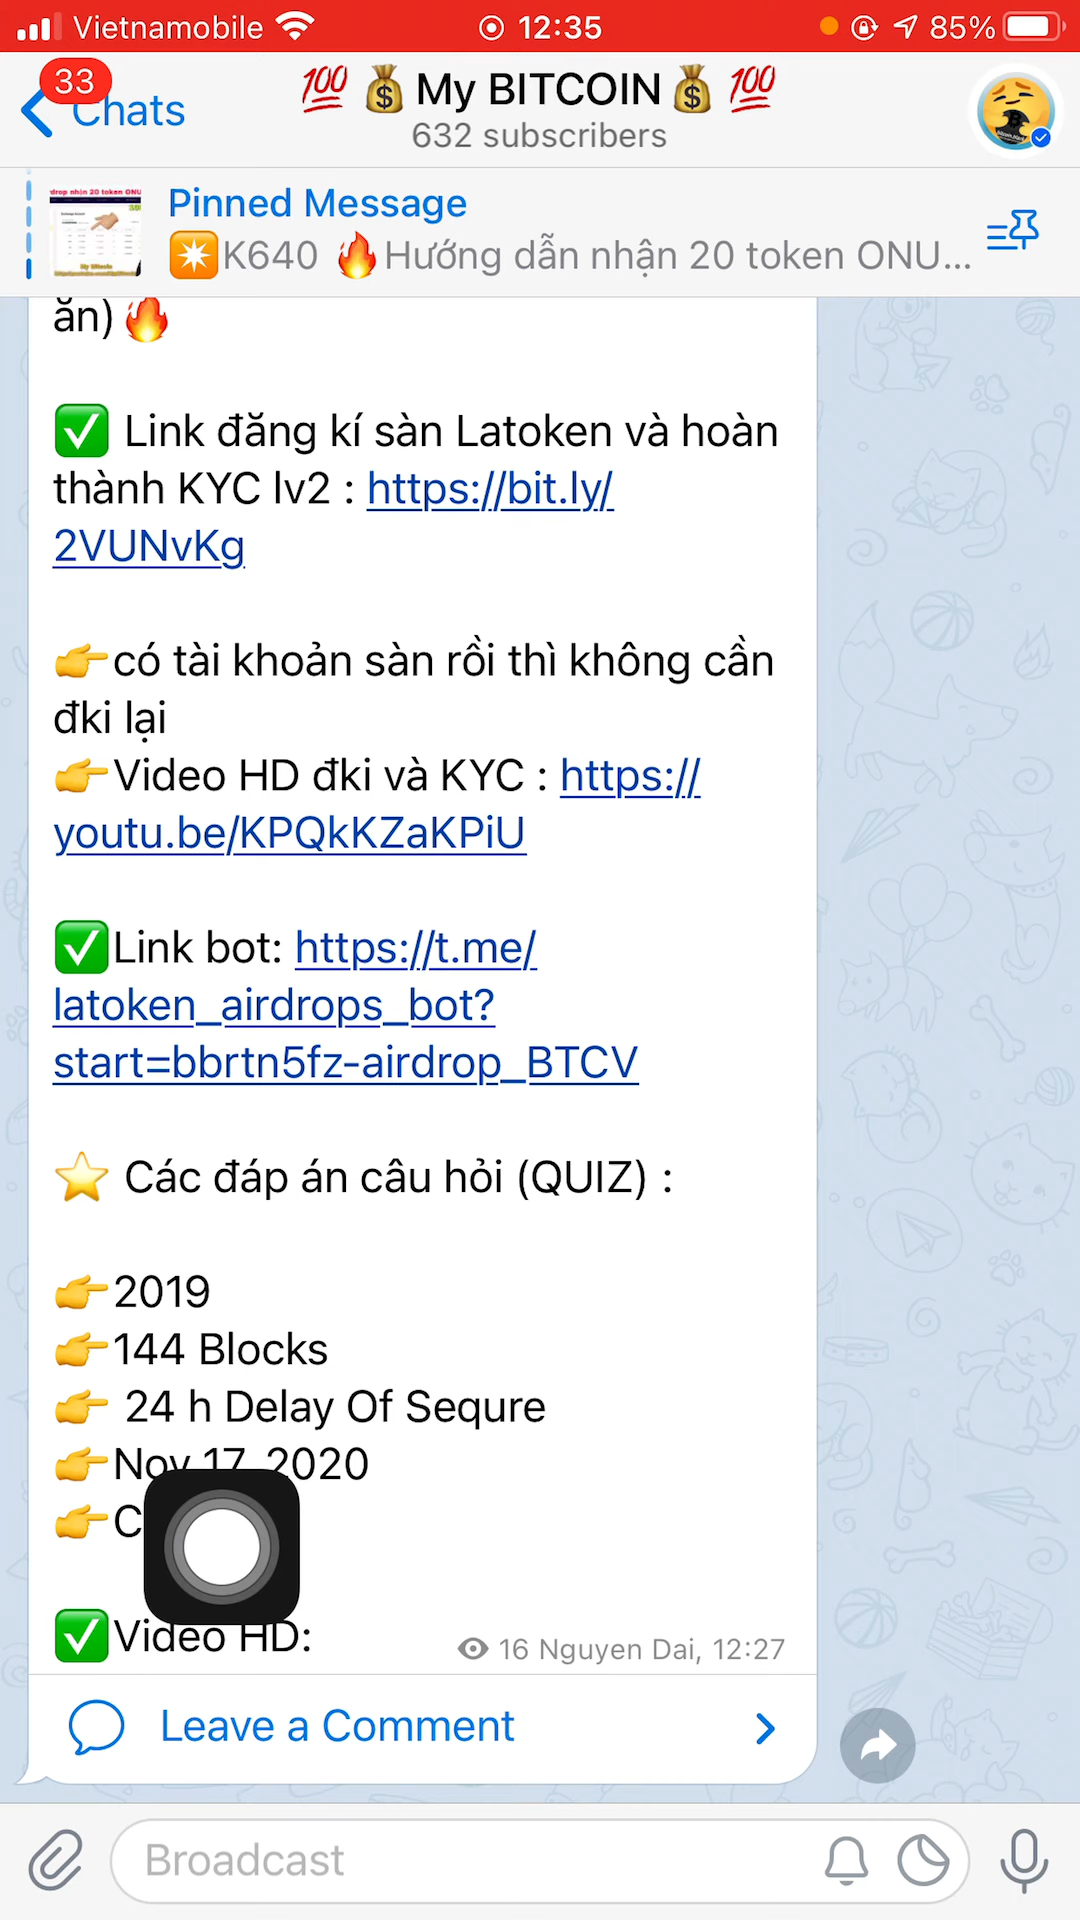 Vietnamobile 12:35 85%
33
Chats
💯 💰 My BITCOIN 💰 💯
632 subscribers
Pinned Message
K640 🔥Hướng dẫn nhận 20 token ONU...
ăn)🔥
✅ Link đăng kí sàn Latoken và hoàn
thành KYC lv2 : https://bit.ly/
2VUNvKg
👉có tài khoản sàn rồi thì không cần
đki lại
👉Video HD đki và KYC : https://
youtu.be/KPQkKZaKPiU
✅Link bot: https://t.me/
latoken_airdrops_bot?
start=bbrtn5fz-airdrop_BTCV
⭐ Các đáp án câu hỏi (QUIZ) :
👉2019
👉144 Blocks
👉 24 h Delay Of Sequre
👉Nov 17, 2020
✅Video HD:
16 Nguyen Dai, 12:27
Leave a Comment
Broadcast